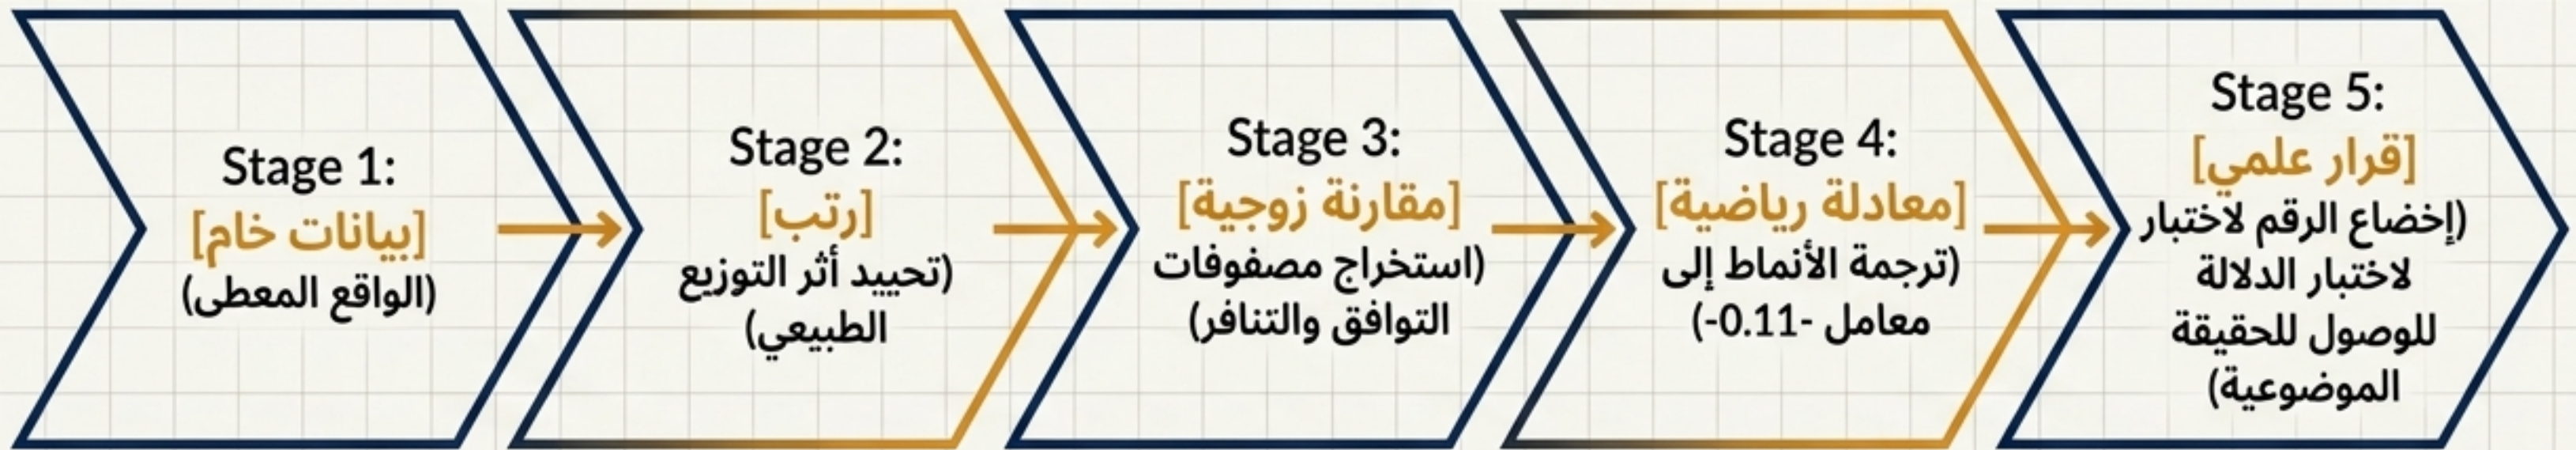 Stage 1:
[بيانات خام]
(الواقع المعطى)
Stage 2:
[رتب]
(تحييد أثر التوزيع
الطبيعي)
Stage 3:
[مقارنة زوجية]
(استخراج مصفوفات
التوافق والتنافر)
Stage 4:
[معادلة رياضية]
(ترجمة الأنماط إلى
معامل -0.11-)
Stage 5:
[قرار علمي]
(إخضاع الرقم لاختبار
لاختبار الدلالة
للوصول للحقيقة
الموضوعية)